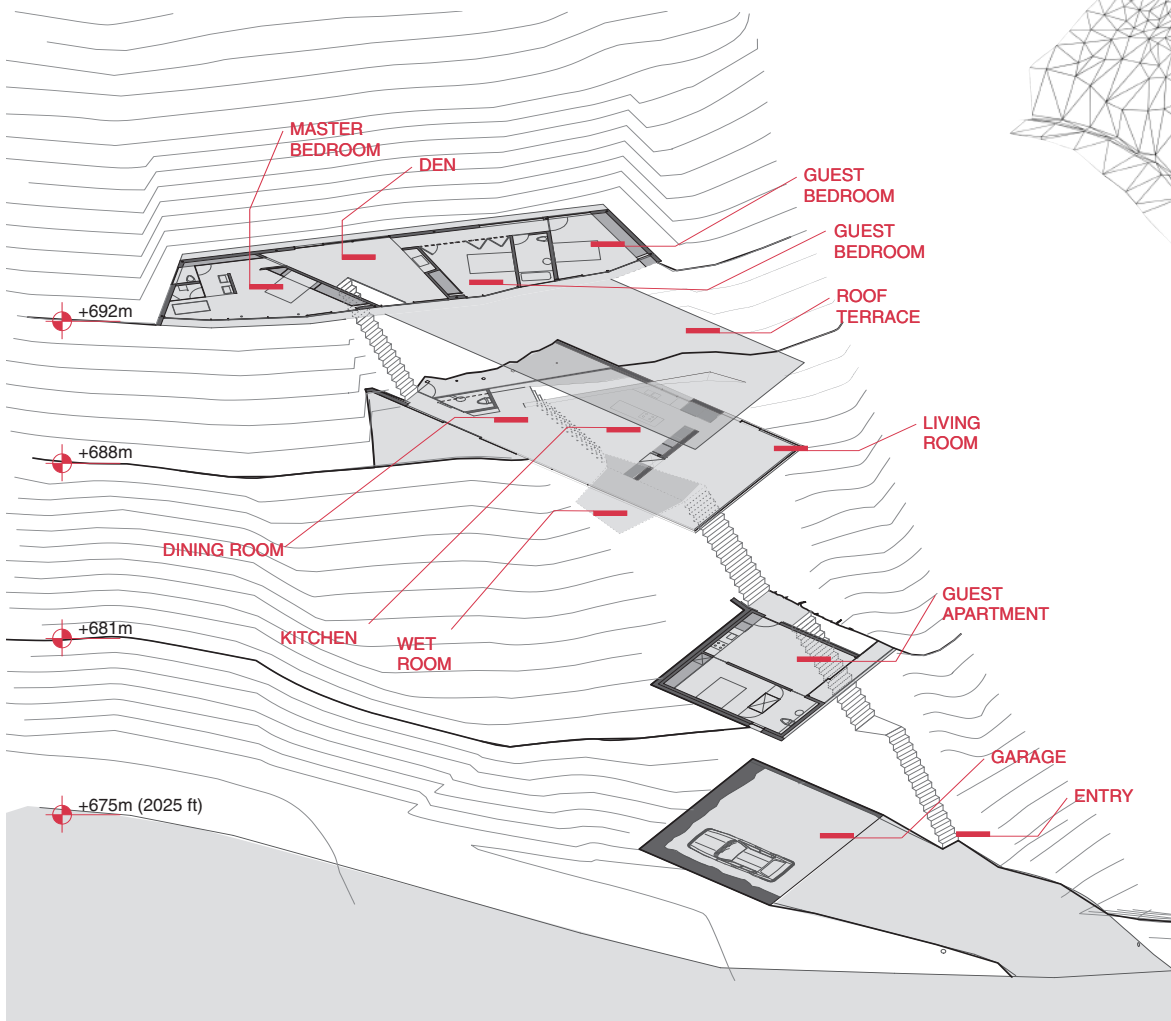 MASTER
BEDROOM
DEN
GUEST
BEDROOM
GUEST
BEDROOM
ROOF
TERRACE
+692m
LIVING
ROOM
+688m
DINING ROOM
GUEST
APARTMENT
+681m
KITCHEN
WET
ROOM
GARAGE
ENTRY
+675m (2025 ft)